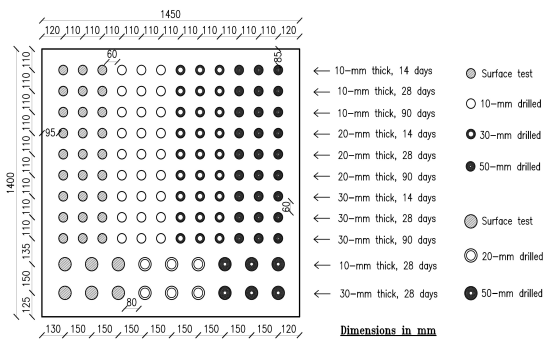 1450
120 110 110 110 110 110 110 110 110 110 110 110 120
60
85
95
60
80
1400
110
110
110
110
110
110
110
110
110
135
150
125
10-mm thick, 14 days
10-mm thick, 28 days
10-mm thick, 90 days
20-mm thick, 14 days
20-mm thick, 28 days
20-mm thick, 90 days
30-mm thick, 14 days
30-mm thick, 28 days
30-mm thick, 90 days
10-mm thick, 28 days
30-mm thick, 28 days
Surface test
10-mm drilled
30-mm drilled
50-mm drilled
Surface test
20-mm drilled
50-mm drilled
130 150 150 150 150 150 150 150 150 120
Dimensions in mm